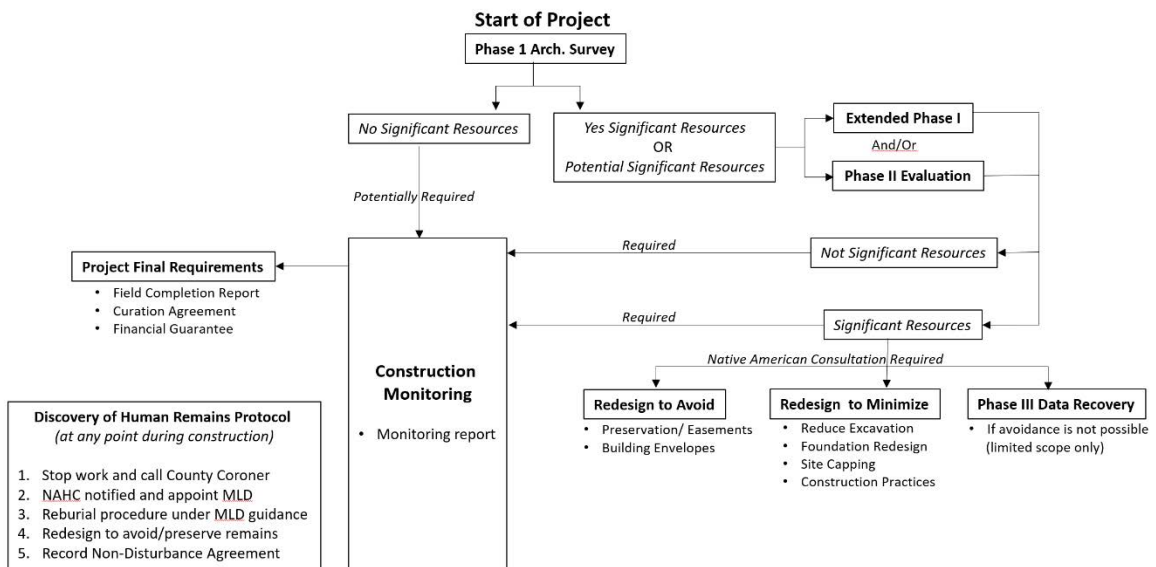 Start of Project
Phase 1 Arch. Survey
No Significant Resources
Yes Significant Resources
OR
Potential Significant Resources
Extended Phase I
And/Or
Phase II Evaluation
Potentially Required
Required
Not Significant Resources
Project Final Requirements
• Field Completion Report
• Curation Agreement
• Financial Guarantee
Required
Significant Resources
Native American Consultation Required
Construction
Monitoring
• Monitoring report
Redesign to Avoid
• Preservation/ Easements
• Building Envelopes
Redesign to Minimize
• Reduce Excavation
• Foundation Redesign
• Site Capping
• Construction Practices
Phase III Data Recovery
• If avoidance is not possible
(limited scope only)
Discovery of Human Remains Protocol
(at any point during construction)
1. Stop work and call County Coroner
2. NAHC notified and appoint MLD
3. Reburial procedure under MLD guidance
4. Redesign to avoid/preserve remains
5. Record Non-Disturbance Agreement